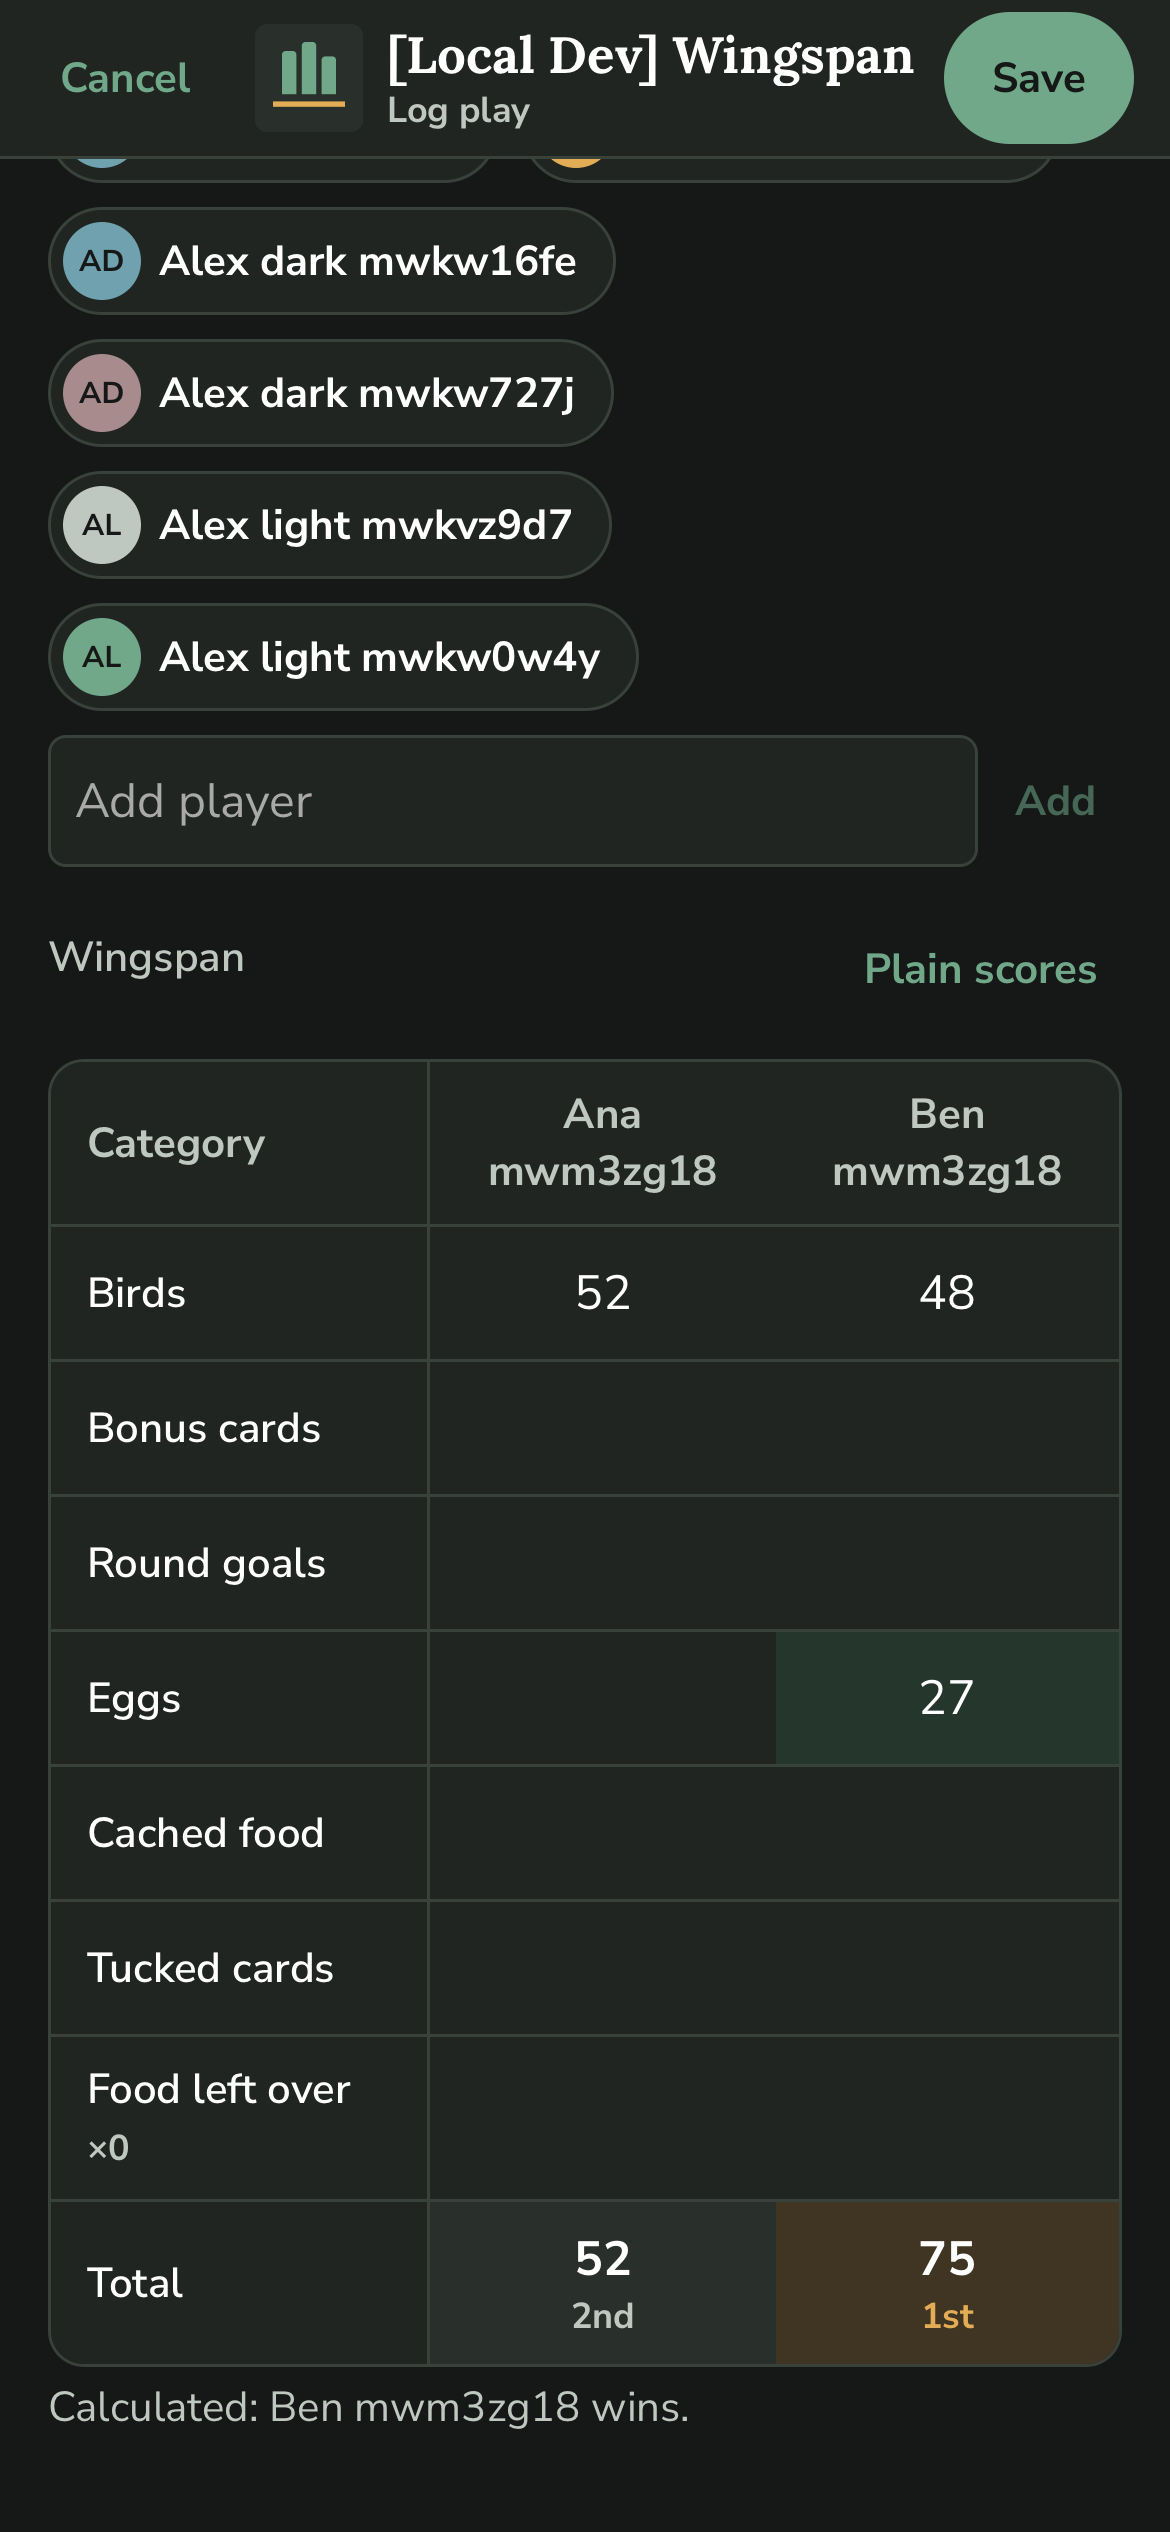 Cancel
[Local Dev] Wingspan
Log play
Save
AD Alex dark mwkw16fe
AD Alex dark mwkw727j
AL Alex light mwkvz9d7
AL Alex light mwkw0w4y
Add player
Add
Wingspan
Plain scores
Category
Ana mwm3zg18
Ben mwm3zg18
Birds 52 48
Bonus cards
Round goals
Eggs 27
Cached food
Tucked cards
Food left over
×0
Total 52 75
2nd 1st
Calculated: Ben mwm3zg18 wins.